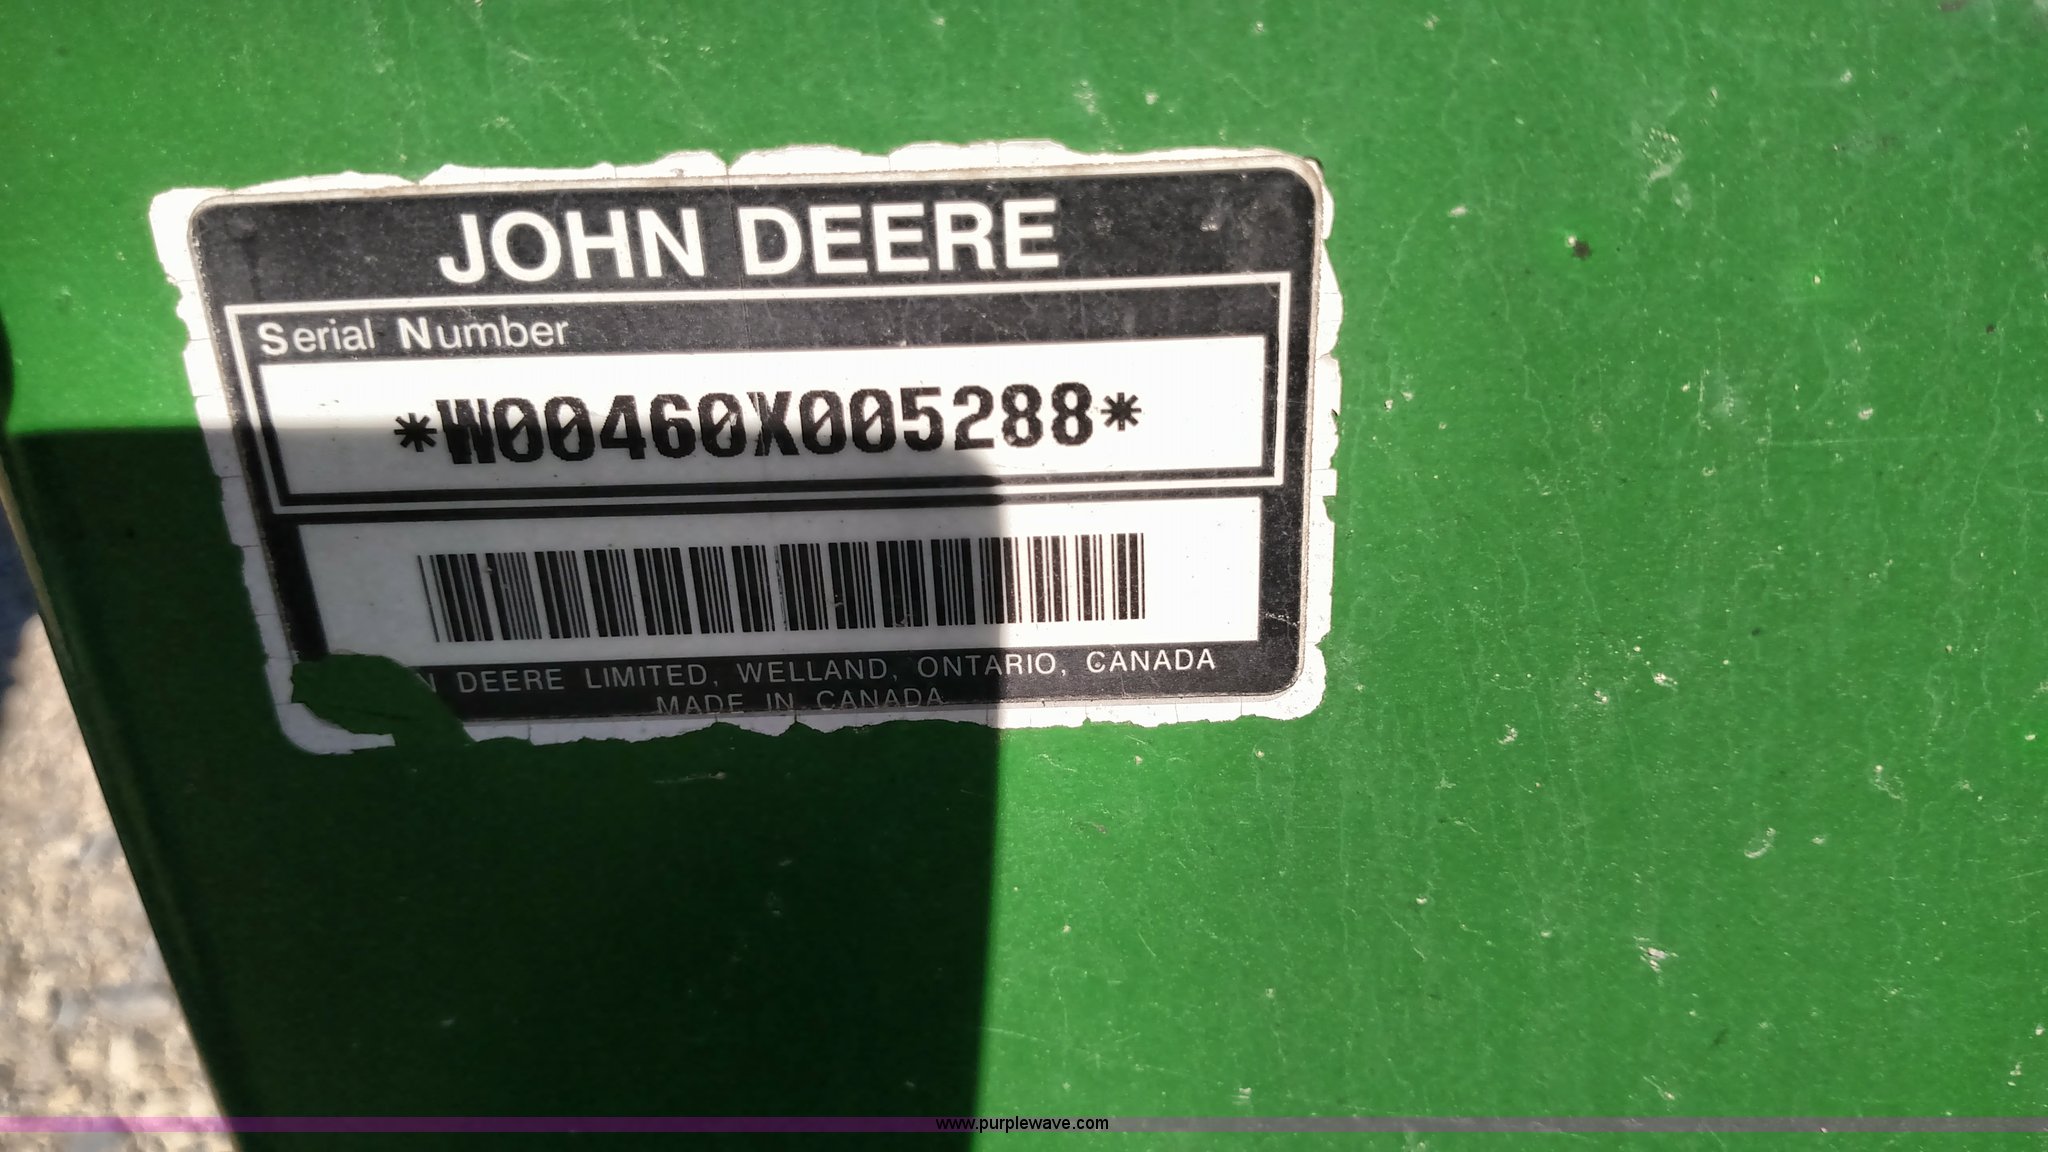 JOHN DEERE
Serial Number
*W00460X005288*
DEERE LIMITED, WELLAND, ONTARIO, CANADA
MADE IN CANADA
www.purplewave.com